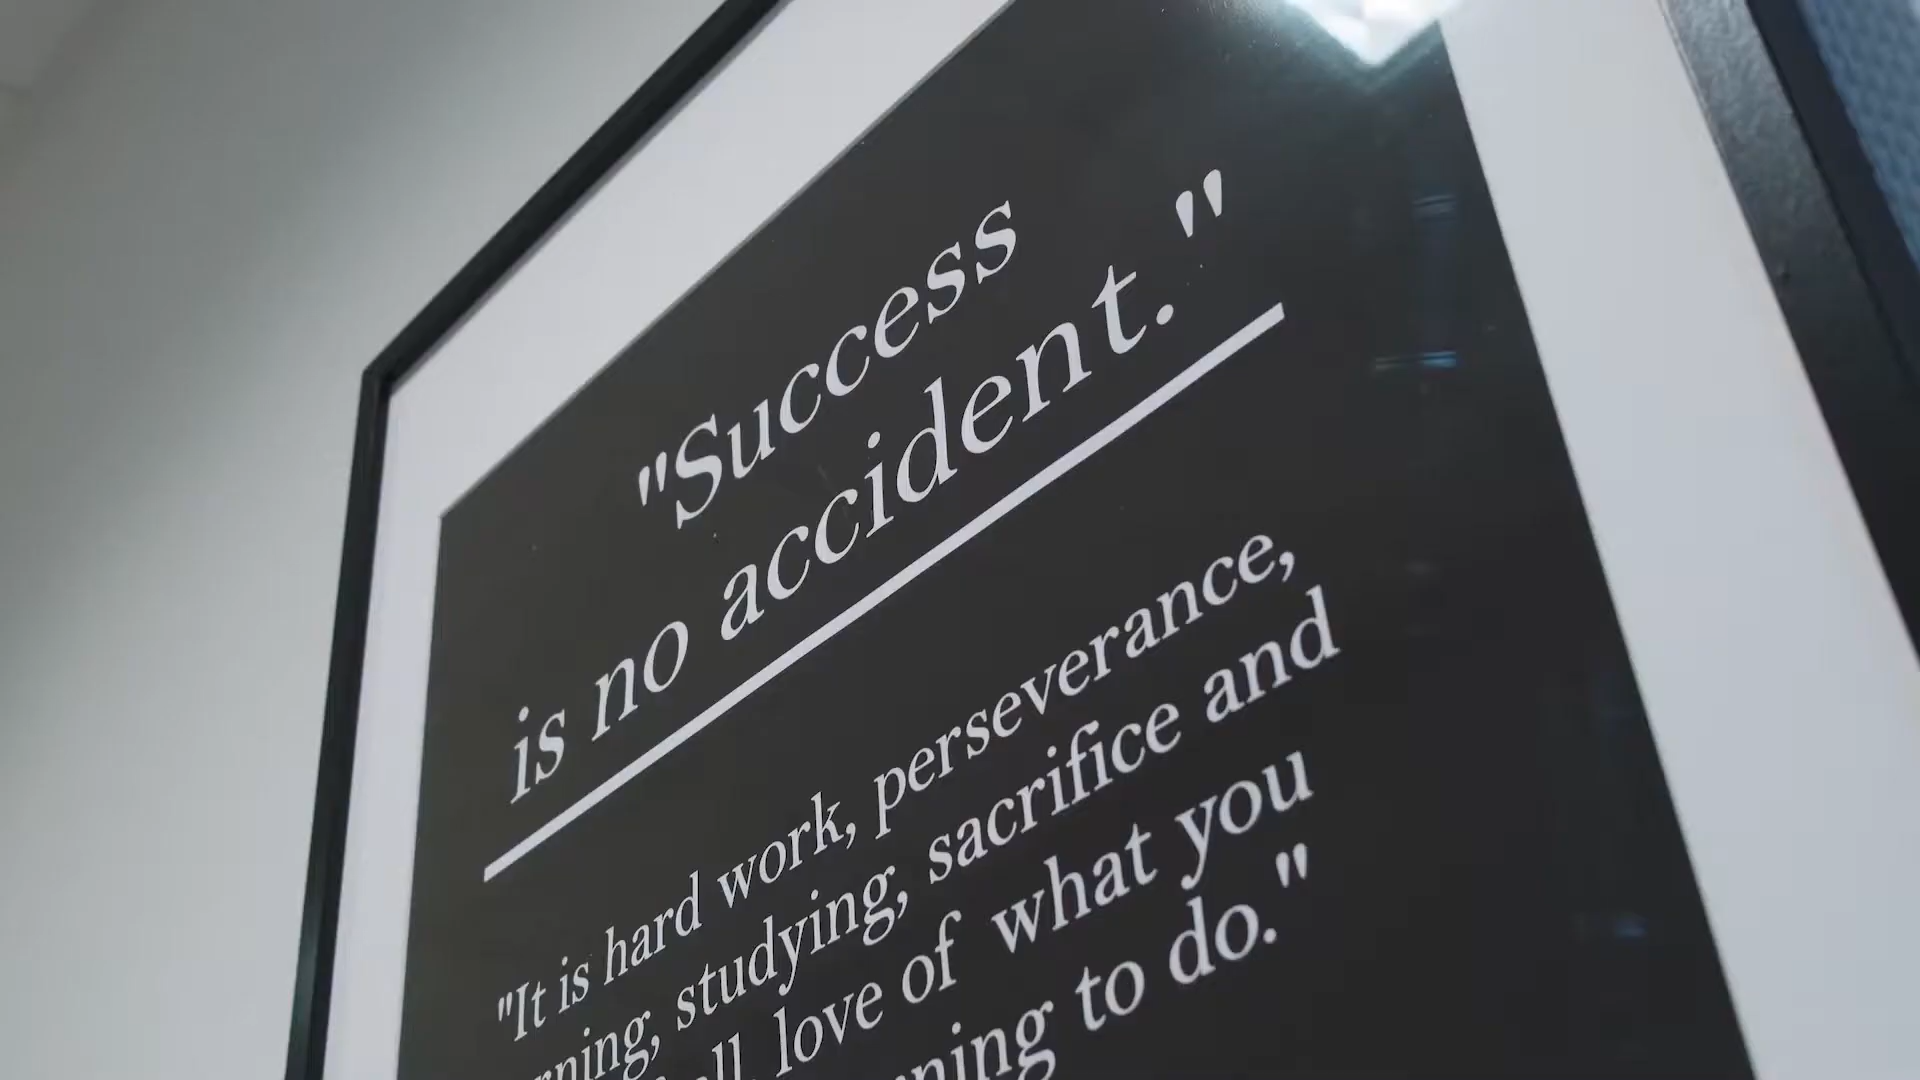 "Success
is no accident."
"It is hard work, perseverance,
studying, sacrifice and
love of what you
to do."